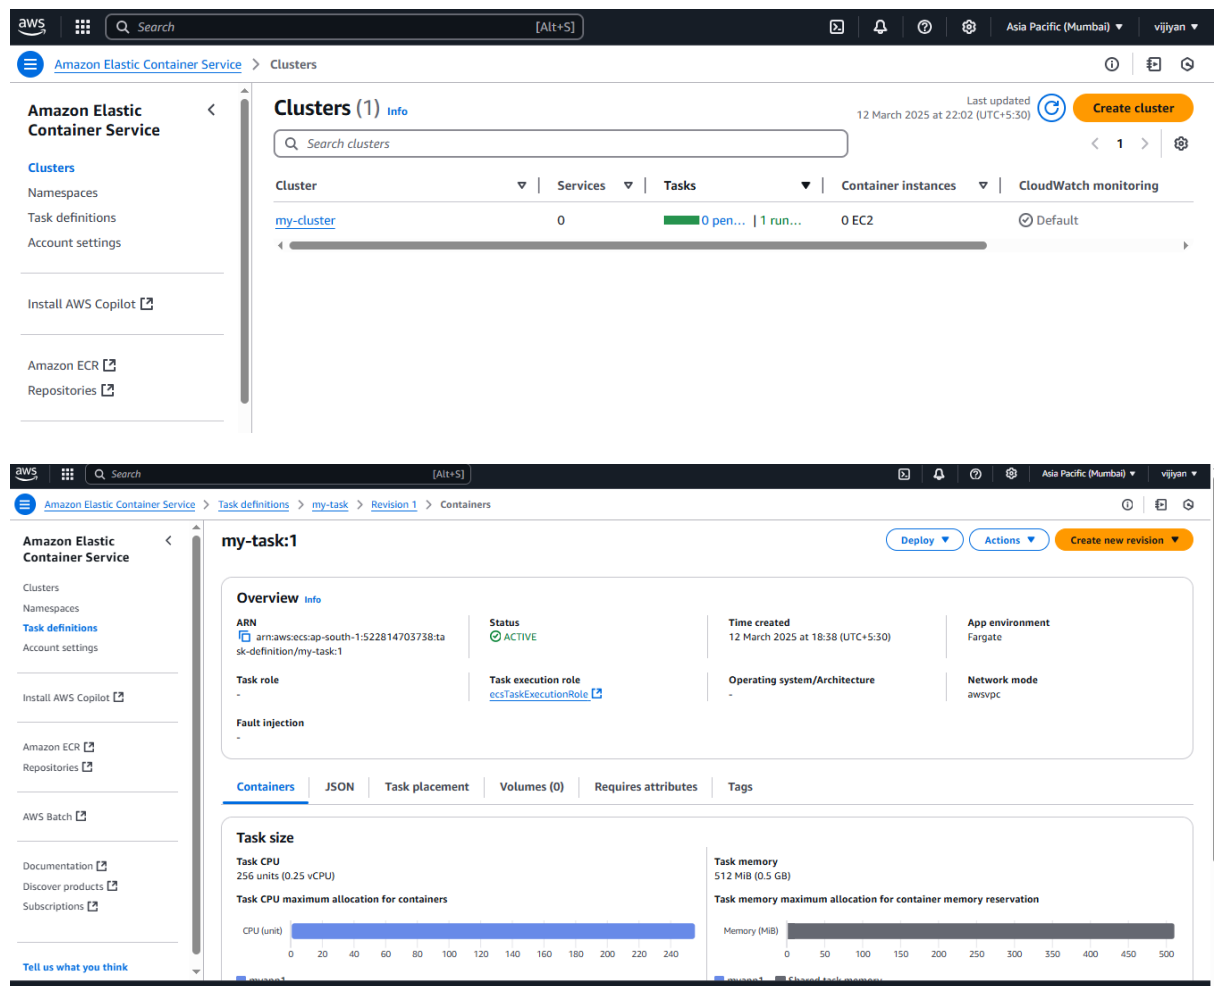 aws Search [Alt+S] Asia Pacific (Mumbai) vijiyan
Amazon Elastic Container Service > Clusters
Amazon Elastic
Container Service
Clusters
Namespaces
Task definitions
Account settings
Install AWS Copilot
Amazon ECR
Repositories
Clusters (1) Info
Last updated
12 March 2025 at 22:02 (UTC+5:30)
Create cluster
Search clusters
< 1 >
Cluster Services Tasks Container instances CloudWatch monitoring
my-cluster 0 0 pen... | 1 run... 0 EC2 Default
aws Search [Alt+S] Asia Pacific (Mumbai) vijiyan
Amazon Elastic Container Service > Task definitions > my-task > Revision 1 > Containers
Amazon Elastic
Container Service
Clusters
Namespaces
Task definitions
Account settings
Install AWS Copilot
Amazon ECR
Repositories
AWS Batch
Documentation
Discover products
Subscriptions
Tell us what you think
my-task:1
Deploy Actions Create new revision
Overview Info
ARN
arn:aws:ecs:ap-south-1:522814703738:ta
sk-definition/my-task:1
Status
ACTIVE
Time created
12 March 2025 at 18:38 (UTC+5:30)
App environment
Fargate
Task role
-
Task execution role
ecsTaskExecutionRole
Operating system/Architecture
-
Network mode
awsvpc
Fault injection
-
Containers JSON Task placement Volumes (0) Requires attributes Tags
Task size
Task CPU
256 units (0.25 vCPU)
Task CPU maximum allocation for containers
CPU (unit)
0 20 40 60 80 100 120 140 160 180 200 220 240
myapp1
Task memory
512 MiB (0.5 GB)
Task memory maximum allocation for container memory reservation
Memory (MiB)
0 50 100 150 200 250 300 350 400 450 500
myapp1 Shared task memory